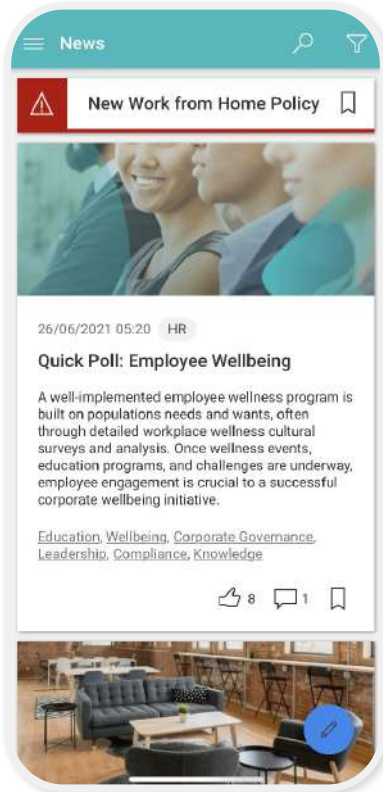 News
New Work from Home Policy
26/06/2021 05:20 HR
Quick Poll: Employee Wellbeing
A well-implemented employee wellness program is
built on populations needs and wants, often
through detailed workplace wellness cultural
surveys and analysis. Once wellness events,
education programs, and challenges are underway,
employee engagement is crucial to a successful
corporate wellbeing initiative.
Education, Wellbeing, Corporate Governance,
Leadership, Compliance, Knowledge
8 1